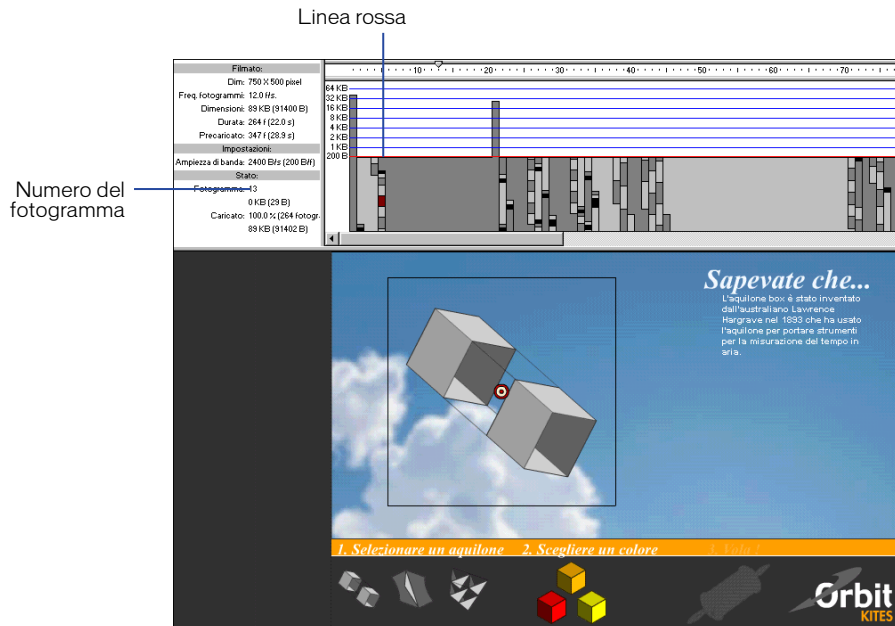 Linea rossa
Numero del
fotogramma
Filmato:
Dim: 750 X 500 pixel
Freq. fotogrammi: 12.0 f/s.
Dimensioni: 89 KB (91400 B)
Durata: 264 f (22.0 s)
Precaricato: 347 f (28.9 s)
Impostazioni:
Ampiezza di banda: 2400 B/s (200 B/f)
Stato:
Fotogramma: 43
0 KB (29 B)
Caricato: 100.0 % (264 fotogr.
89 KB (91402 B)
10 20 30 40 50 60 70
64 KB
32 KB
16 KB
8 KB
4 KB
2 KB
1 KB
200 B
Sapevate che...
L'aquilone box è stato inventato
dall'australiano Lawrence
Hargrave nel 1893 che ha usato
l'aquilone per portare strumenti
per la misurazione del tempo in
aria.
1. Selezionare un aquilone 2. Scegliere un colore 3. Vola !
Orbit
KITES